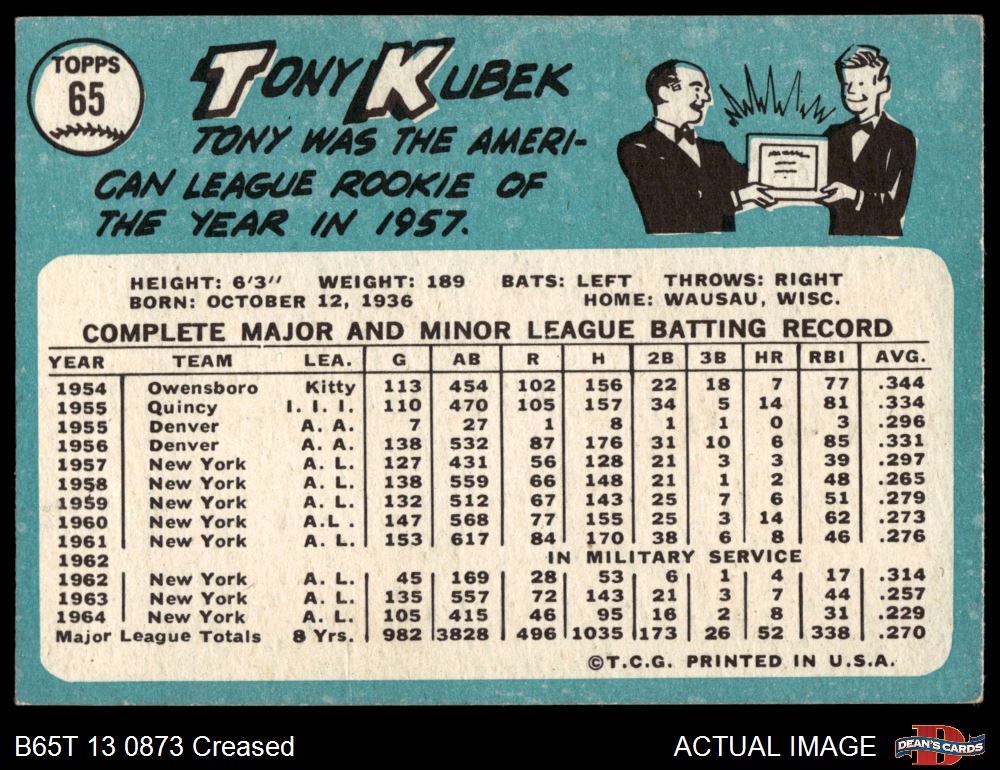 TOPPS
65
TONY KUBEK
TONY WAS THE AMERI-
CAN LEAGUE ROOKIE OF
THE YEAR IN 1957.
HEIGHT: 6'3" WEIGHT: 189 BATS: LEFT THROWS: RIGHT
BORN: OCTOBER 12, 1936 HOME: WAUSAU, WISC.
COMPLETE MAJOR AND MINOR LEAGUE BATTING RECORD
YEAR TEAM LEA. G AB R H 2B 3B HR RBI AVG.
1954 Owensboro Kitty 113 454 102 156 22 18 7 77 .344
1955 Quincy I. I. I. 110 470 105 157 34 5 14 81 .334
1955 Denver A. A. 7 27 1 8 1 1 0 3 .296
1956 Denver A. A. 138 532 87 176 31 10 6 85 .331
1957 New York A. L. 127 431 56 128 21 3 3 39 .297
1958 New York A. L. 138 559 66 148 21 1 2 48 .265
1959 New York A. L. 132 512 67 143 25 7 6 51 .279
1960 New York A.L . 147 568 77 155 25 3 14 62 .273
1961 New York A. L. 153 617 84 170 38 6 8 46 .276
1962 IN MILITARY SERVICE
1962 New York A. L. 45 169 28 53 6 1 4 17 .314
1963 New York A. L. 135 557 72 143 21 3 7 44 .257
1964 New York A. L. 105 415 46 95 16 2 8 31 .229
Major League Totals 8 Yrs. 982 3828 496 1035 173 26 52 338 .270
©T.C.G. PRINTED IN U.S.A.
B65T 13 0873 Creased ACTUAL IMAGE DEAN'S CARDS